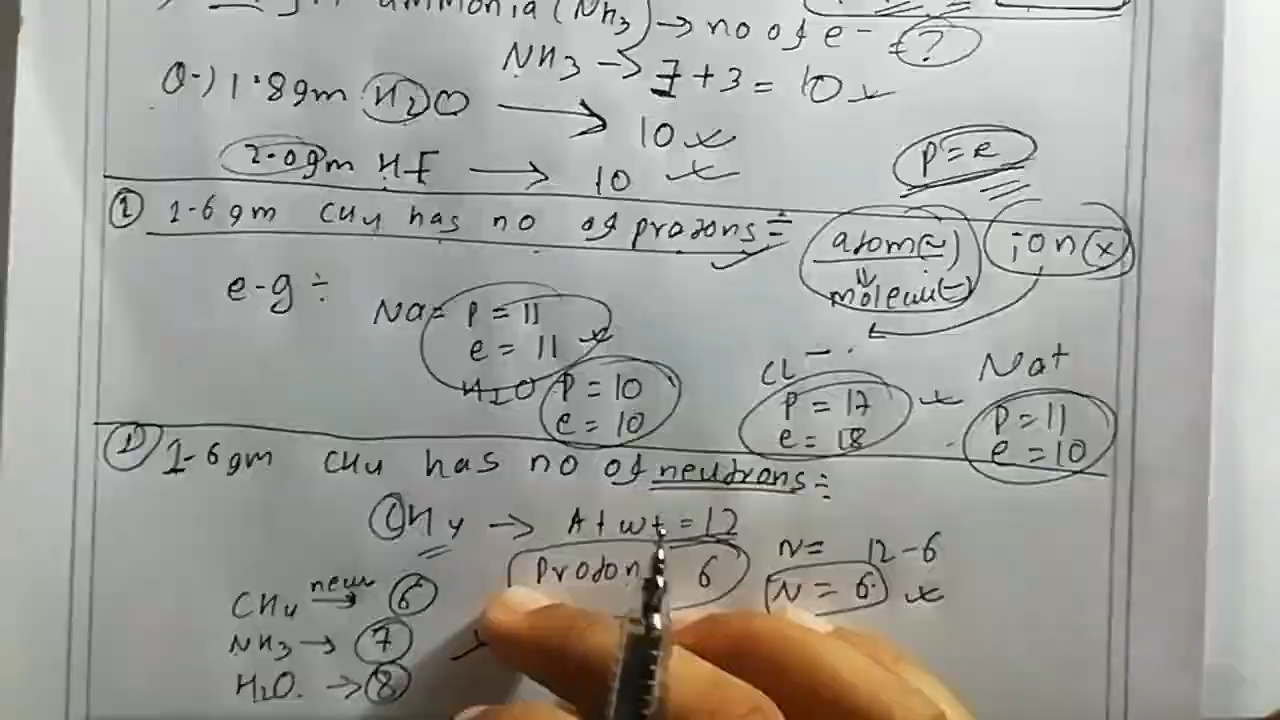 ammonia (NH3) → no of e- = ?
NH3 → 7 + 3 = 10
Q-) 1.8gm H2O → 10
2.0gm HF → 10
p = e
① 1-6 gm CH4 has no of protons÷
atom(~) ion(x)
⇓
molecul(~)
e-g ÷
Na= P = 11
e = 11
H2O P = 10
e = 10
Cl-
P = 17
e = 18
Na+
P = 11
e = 10
① 1-6gm CH4 has no of neutrons÷
CH4 → At wt = 12
Proton 6
N = 12-6
N = 6
CH4 neu→ 6
NH3 → 7
H2O. → 8